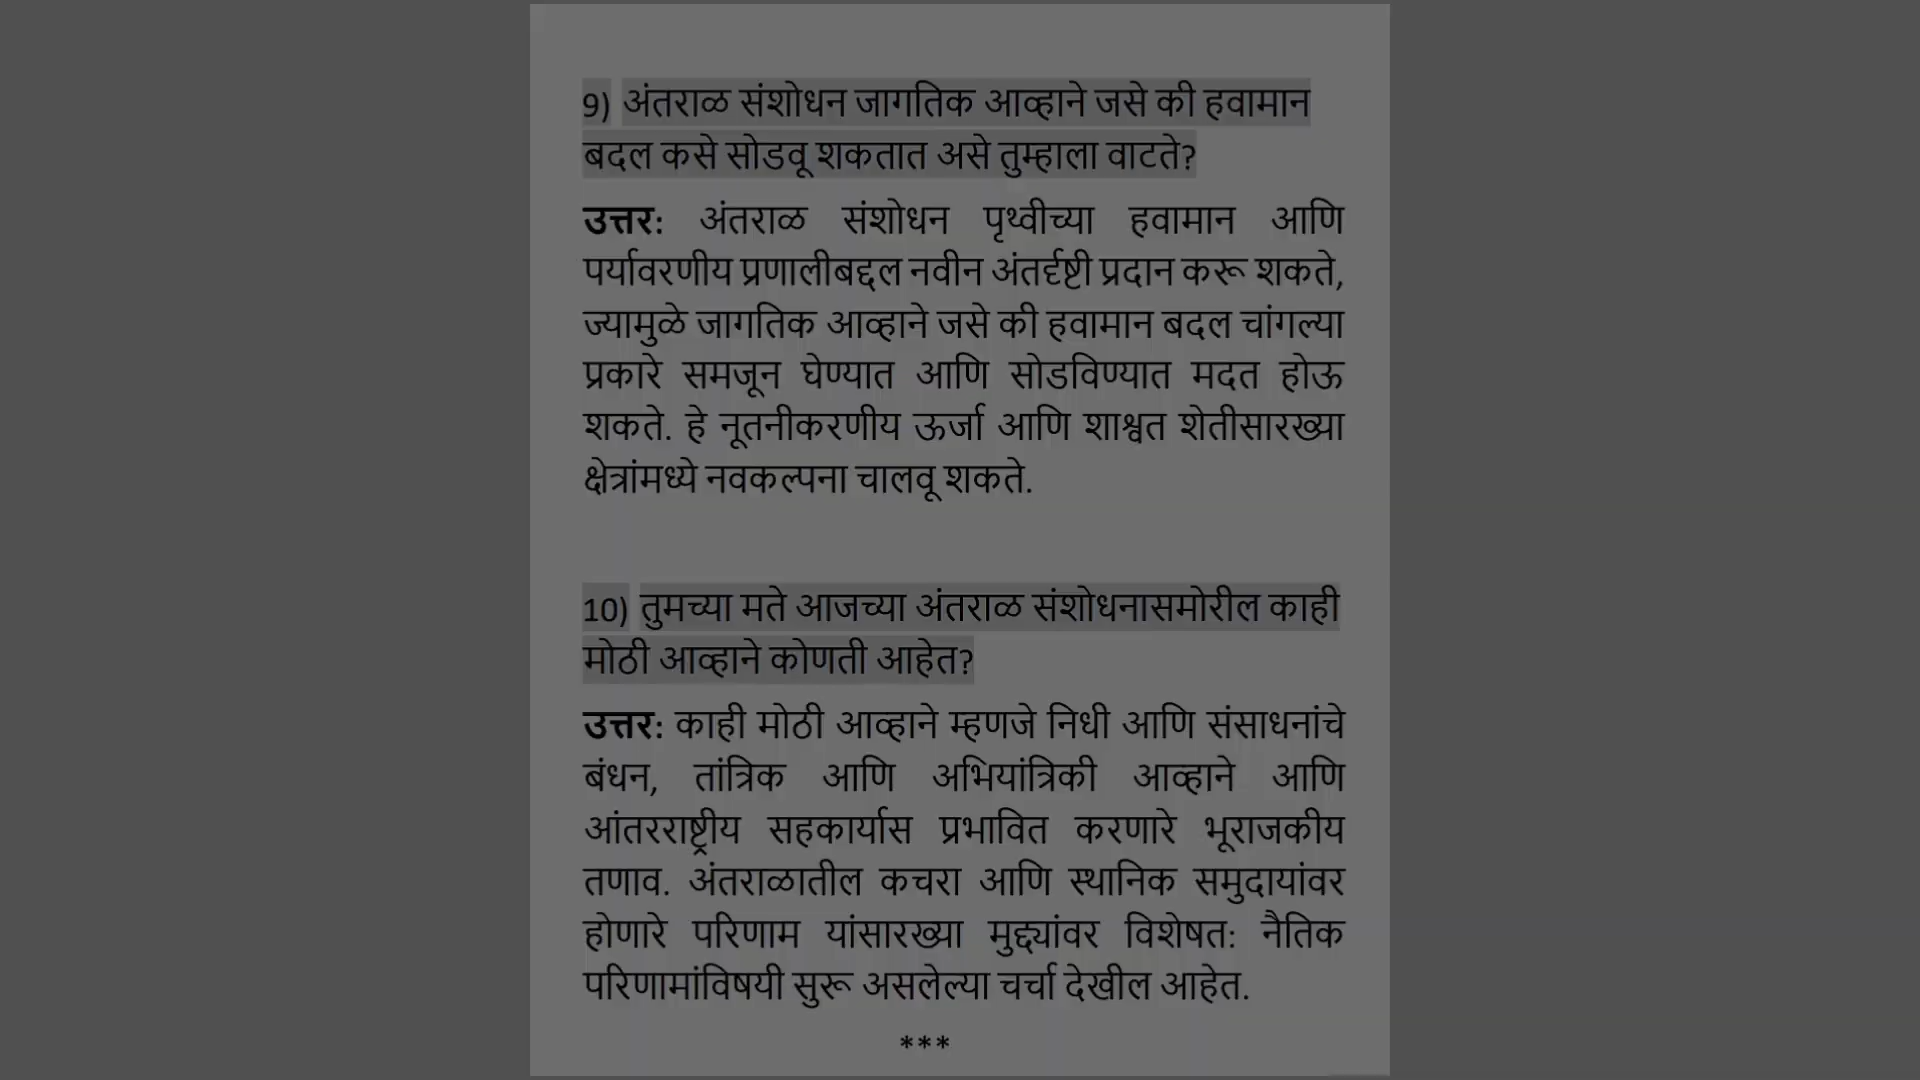 9) अंतराळ संशोधन जागतिक आव्हाने जसे की हवामान
बदल कसे सोडवू शकतात असे तुम्हाला वाटते?
उत्तर: अंतराळ संशोधन पृथ्वीच्या हवामान आणि
पर्यावरणीय प्रणालीबद्दल नवीन अंतर्दृष्टी प्रदान करू शकते,
ज्यामुळे जागतिक आव्हाने जसे की हवामान बदल चांगल्या
प्रकारे समजून घेण्यात आणि सोडविण्यात मदत होऊ
शकते. हे नूतनीकरणीय ऊर्जा आणि शाश्वत शेतीसारख्या
क्षेत्रांमध्ये नवकल्पना चालवू शकते.
10) तुमच्या मते आजच्या अंतराळ संशोधनासमोरील काही
मोठी आव्हाने कोणती आहेत?
उत्तर: काही मोठी आव्हाने म्हणजे निधी आणि संसाधनांचे
बंधन, तांत्रिक आणि अभियांत्रिकी आव्हाने आणि
आंतरराष्ट्रीय सहकार्यास प्रभावित करणारे भूराजकीय
तणाव. अंतराळातील कचरा आणि स्थानिक समुदायांवर
होणारे परिणाम यांसारख्या मुद्द्यांवर विशेषत: नैतिक
परिणामांविषयी सुरू असलेल्या चर्चा देखील आहेत.
***